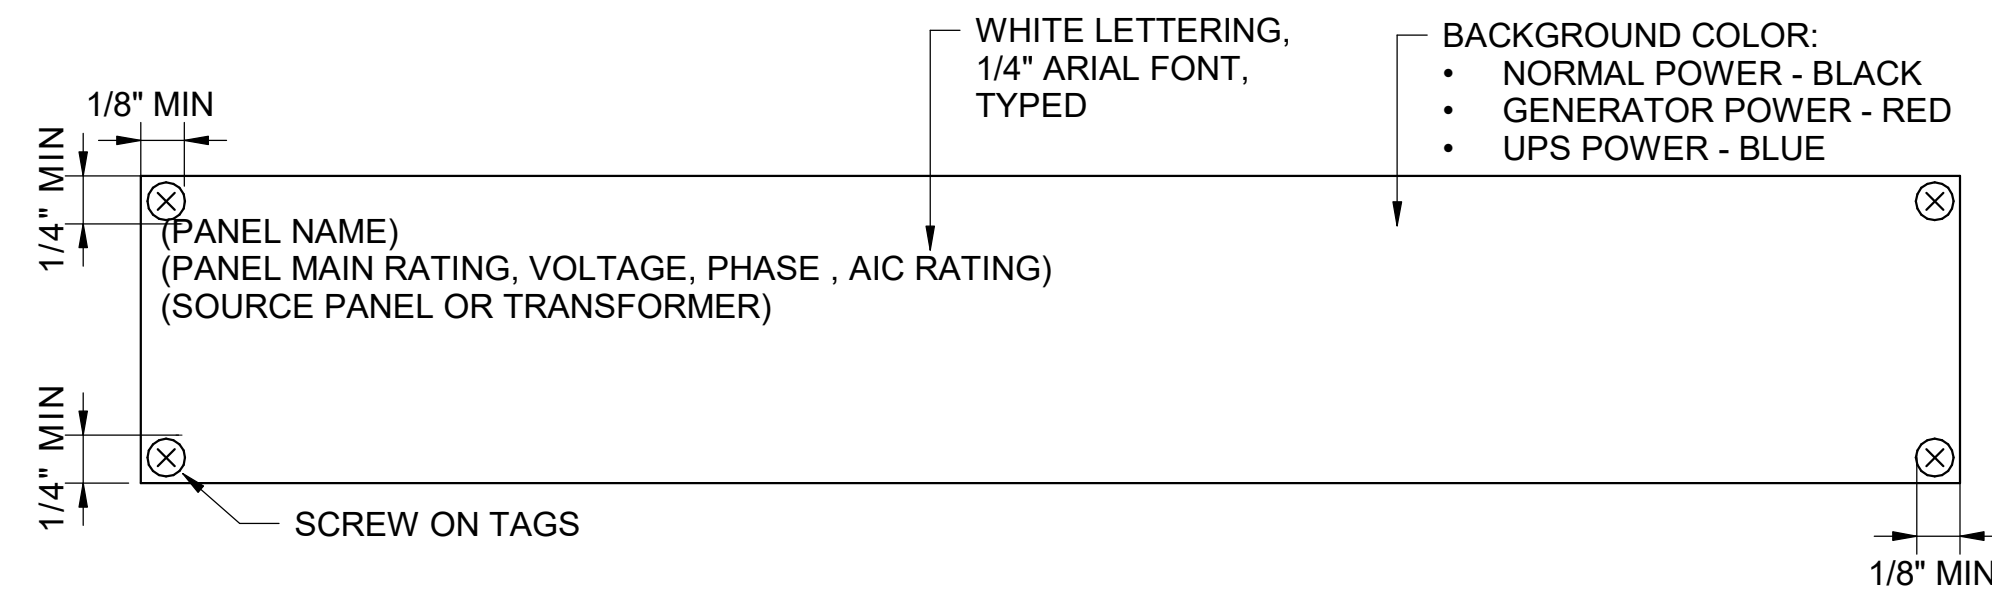 WHITE LETTERING,
1/4" ARIAL FONT,
TYPED
BACKGROUND COLOR:
• NORMAL POWER - BLACK
• GENERATOR POWER - RED
• UPS POWER - BLUE
1/8" MIN
1/4" MIN
(PANEL NAME)
(PANEL MAIN RATING, VOLTAGE, PHASE , AIC RATING)
(SOURCE PANEL OR TRANSFORMER)
1/4" MIN
SCREW ON TAGS
1/8" MIN